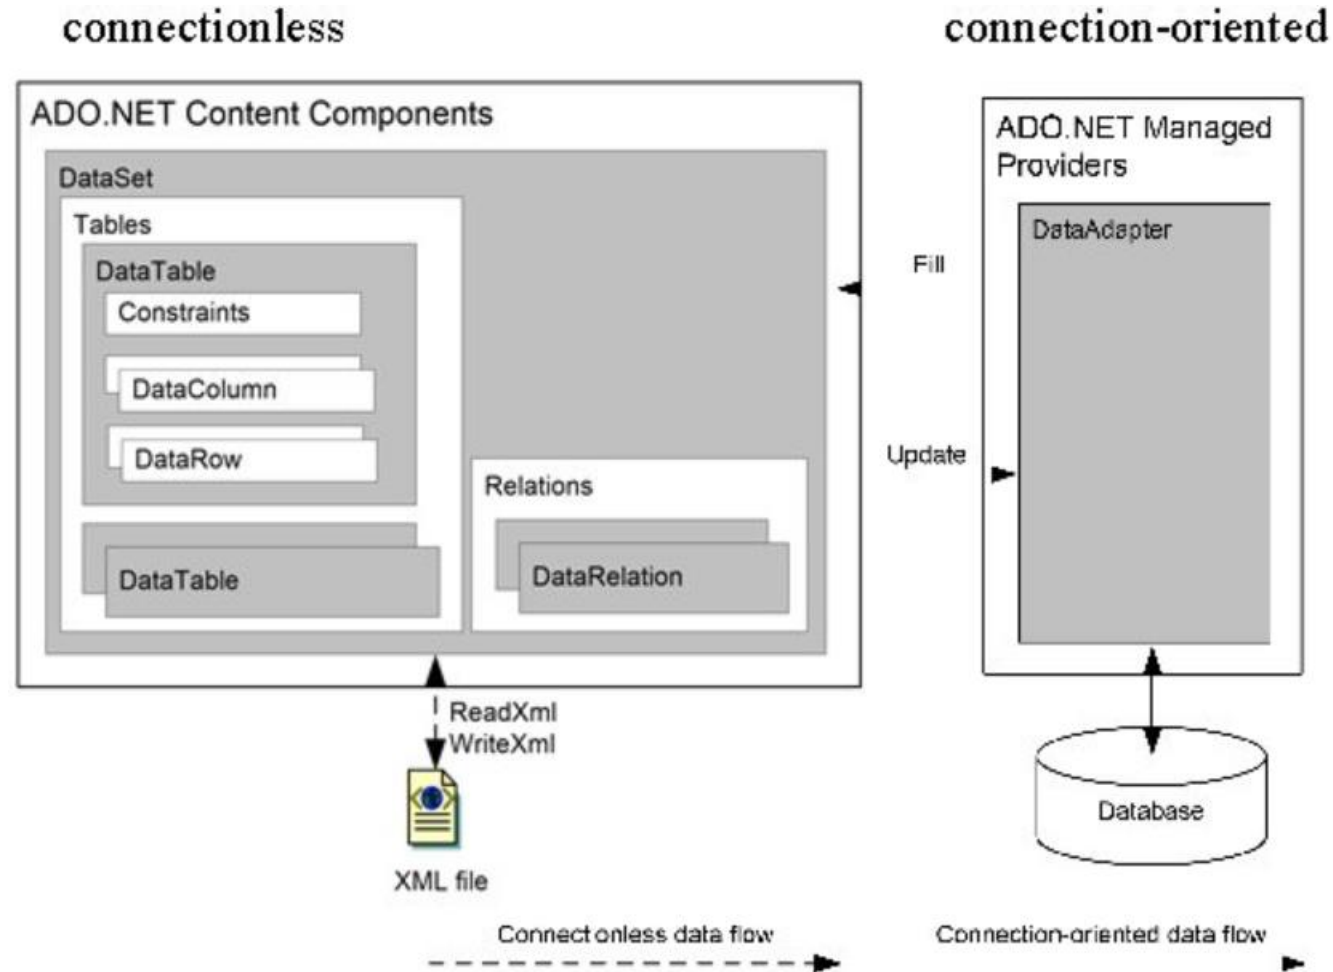 connectionless
connection-oriented
ADO.NET Content Components
DataSet
Tables
DataTable
Constraints
DataColumn
DataRow
DataTable
Relations
DataRelation
Fill
Update
ADO.NET Managed
Providers
DataAdapter
ReadXml
WriteXml
XML file
Database
Connectionless data flow
Connection-oriented data flow